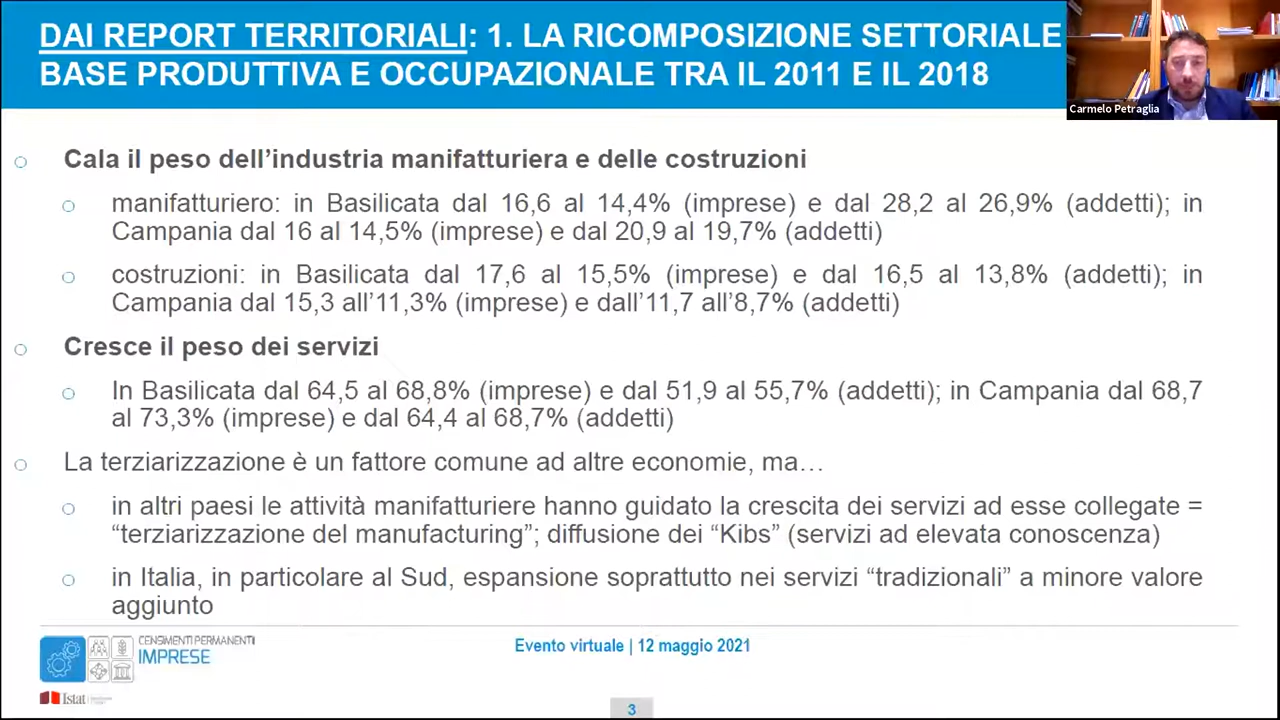 DAI REPORT TERRITORIALI: 1. LA RICOMPOSIZIONE SETTORIALE
BASE PRODUTTIVA E OCCUPAZIONALE TRA IL 2011 E IL 2018
Carmelo Petraglia
Cala il peso dell’industria manifatturiera e delle costruzioni
manifatturiero: in Basilicata dal 16,6 al 14,4% (imprese) e dal 28,2 al 26,9% (addetti); in
Campania dal 16 al 14,5% (imprese) e dal 20,9 al 19,7% (addetti)
costruzioni: in Basilicata dal 17,6 al 15,5% (imprese) e dal 16,5 al 13,8% (addetti); in
Campania dal 15,3 all’11,3% (imprese) e dall’11,7 all’8,7% (addetti)
Cresce il peso dei servizi
In Basilicata dal 64,5 al 68,8% (imprese) e dal 51,9 al 55,7% (addetti); in Campania dal 68,7
al 73,3% (imprese) e dal 64,4 al 68,7% (addetti)
La terziarizzazione è un fattore comune ad altre economie, ma…
in altri paesi le attività manifatturiere hanno guidato la crescita dei servizi ad esse collegate =
“terziarizzazione del manufacturing”; diffusione dei “Kibs” (servizi ad elevata conoscenza)
in Italia, in particolare al Sud, espansione soprattutto nei servizi “tradizionali” a minore valore
aggiunto
CENSIMENTI PERMANENTI
IMPRESE
Evento virtuale | 12 maggio 2021
Istat
3